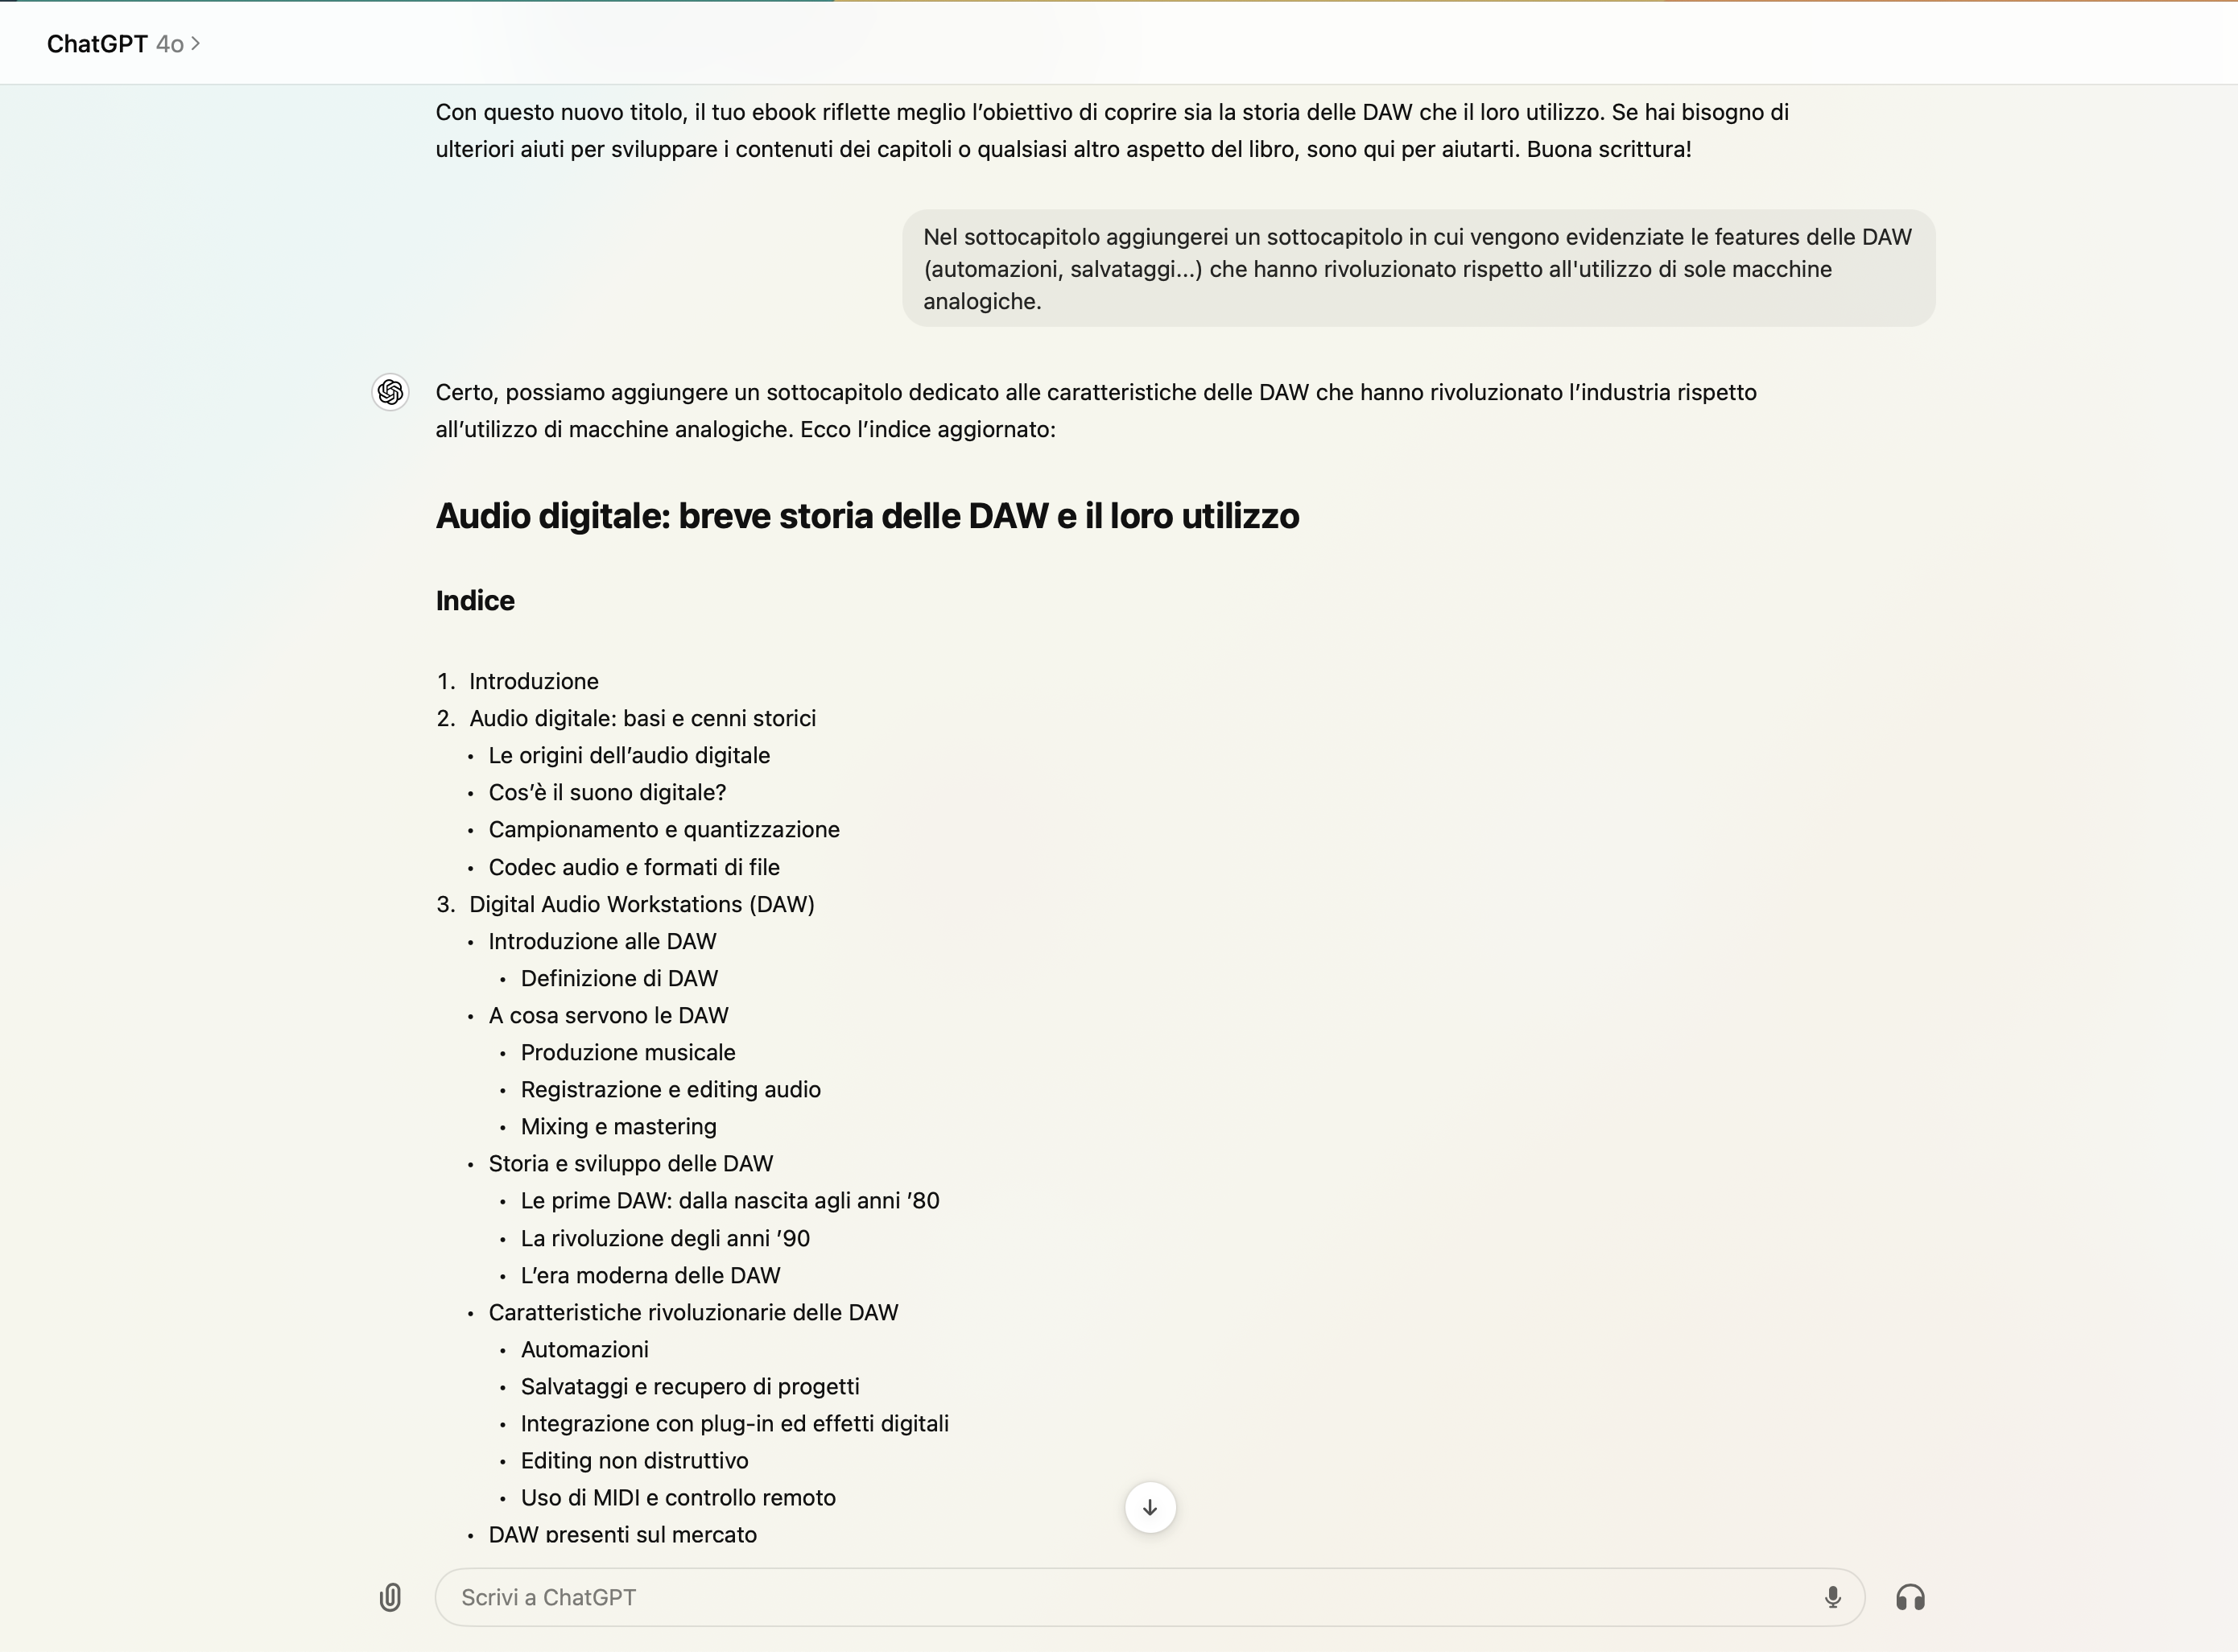 ChatGPT 4o >
Con questo nuovo titolo, il tuo ebook riflette meglio l’obiettivo di coprire sia la storia delle DAW che il loro utilizzo. Se hai bisogno di
ulteriori aiuti per sviluppare i contenuti dei capitoli o qualsiasi altro aspetto del libro, sono qui per aiutarti. Buona scrittura!
Nel sottocapitolo aggiungerei un sottocapitolo in cui vengono evidenziate le features delle DAW
(automazioni, salvataggi...) che hanno rivoluzionato rispetto all'utilizzo di sole macchine
analogiche.
Certo, possiamo aggiungere un sottocapitolo dedicato alle caratteristiche delle DAW che hanno rivoluzionato l’industria rispetto
all’utilizzo di macchine analogiche. Ecco l’indice aggiornato:
Audio digitale: breve storia delle DAW e il loro utilizzo
Indice
1. Introduzione
2. Audio digitale: basi e cenni storici
• Le origini dell’audio digitale
• Cos’è il suono digitale?
• Campionamento e quantizzazione
• Codec audio e formati di file
3. Digital Audio Workstations (DAW)
• Introduzione alle DAW
• Definizione di DAW
• A cosa servono le DAW
• Produzione musicale
• Registrazione e editing audio
• Mixing e mastering
• Storia e sviluppo delle DAW
• Le prime DAW: dalla nascita agli anni ’80
• La rivoluzione degli anni ’90
• L’era moderna delle DAW
• Caratteristiche rivoluzionarie delle DAW
• Automazioni
• Salvataggi e recupero di progetti
• Integrazione con plug-in ed effetti digitali
• Editing non distruttivo
• Uso di MIDI e controllo remoto
• DAW presenti sul mercato
Scrivi a ChatGPT